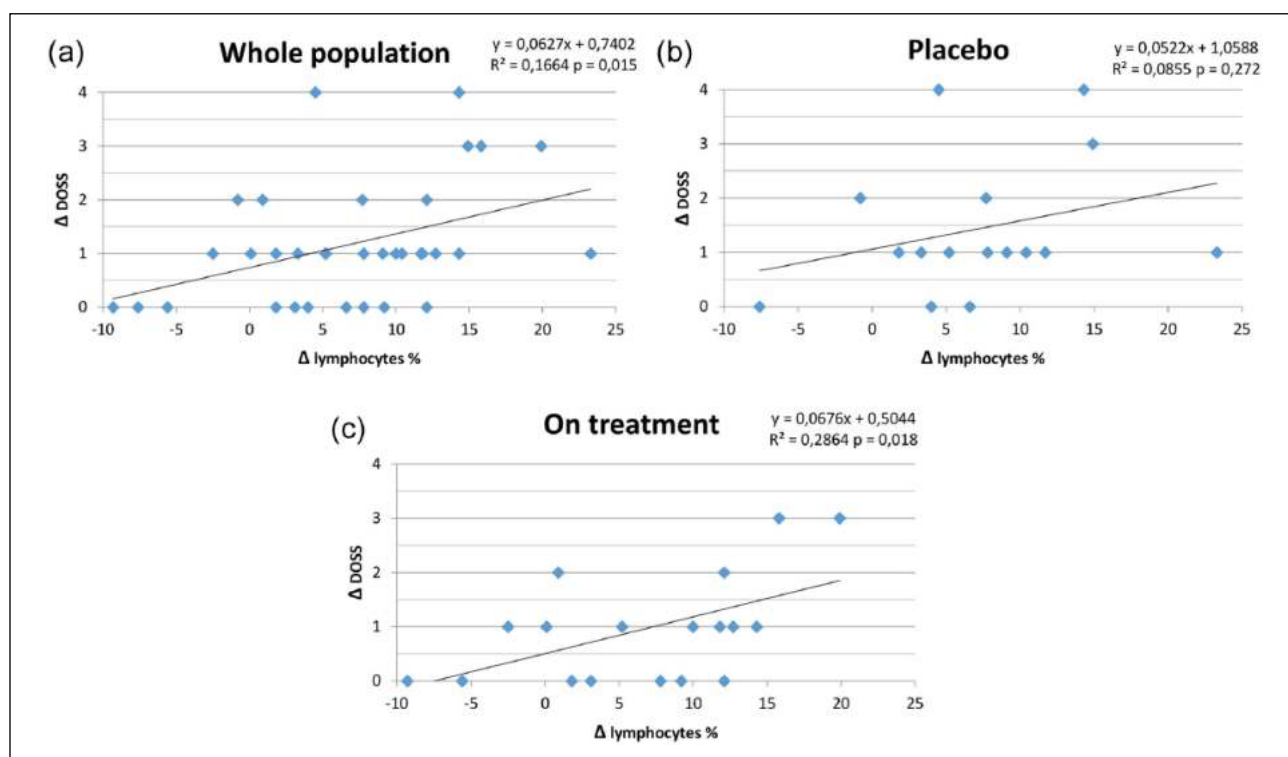 (a)
Whole population
y = 0,0627x + 0,7402
R² = 0,1664 p = 0,015
Δ DOSS
4
3
2
1
0
-10 -5 0 5 10 15 20 25
Δ lymphocytes %
(b)
Placebo
y = 0,0522x + 1,0588
R² = 0,0855 p = 0,272
Δ DOSS
4
3
2
1
0
-10 -5 0 5 10 15 20 25
Δ lymphocytes %
(c)
On treatment
y = 0,0676x + 0,5044
R² = 0,2864 p = 0,018
Δ DOSS
4
3
2
1
0
-10 -5 0 5 10 15 20 25
Δ lymphocytes %